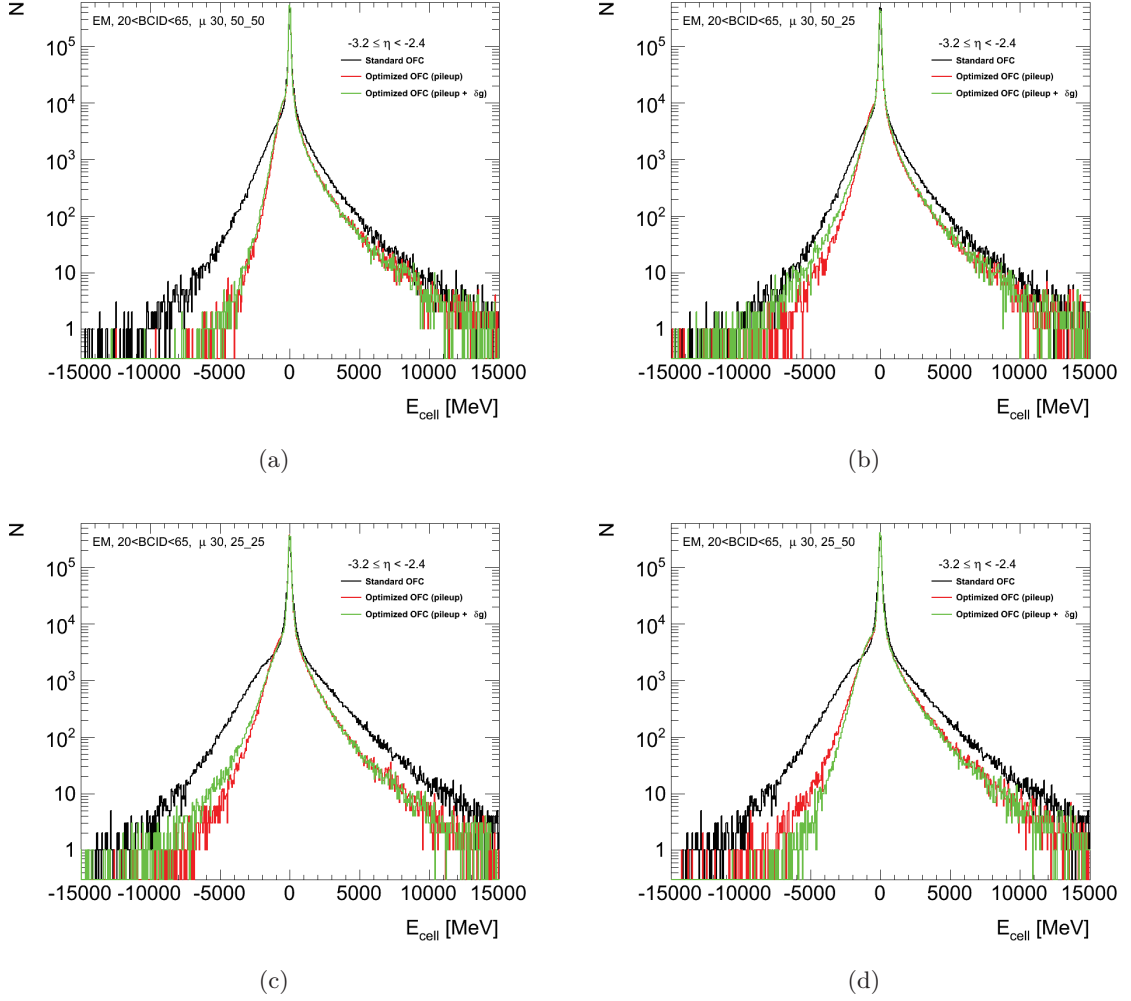 N
EM, 20<BCID<65, μ 30, 50_50
-3.2 ≤ η < -2.4
Standard OFC
Optimized OFC (pileup)
Optimized OFC (pileup + δg)
10^5
10^4
10^3
10^2
10
1
-15000 -10000 -5000 0 5000 10000 15000
E_cell [MeV]
(a)
N
EM, 20<BCID<65, μ 30, 50_25
-3.2 ≤ η < -2.4
Standard OFC
Optimized OFC (pileup)
Optimized OFC (pileup + δg)
10^5
10^4
10^3
10^2
10
1
-15000 -10000 -5000 0 5000 10000 15000
E_cell [MeV]
(b)
N
EM, 20<BCID<65, μ 30, 25_25
-3.2 ≤ η < -2.4
Standard OFC
Optimized OFC (pileup)
Optimized OFC (pileup + δg)
10^5
10^4
10^3
10^2
10
1
-15000 -10000 -5000 0 5000 10000 15000
E_cell [MeV]
(c)
N
EM, 20<BCID<65, μ 30, 25_50
-3.2 ≤ η < -2.4
Standard OFC
Optimized OFC (pileup)
Optimized OFC (pileup + δg)
10^5
10^4
10^3
10^2
10
1
-15000 -10000 -5000 0 5000 10000 15000
E_cell [MeV]
(d)